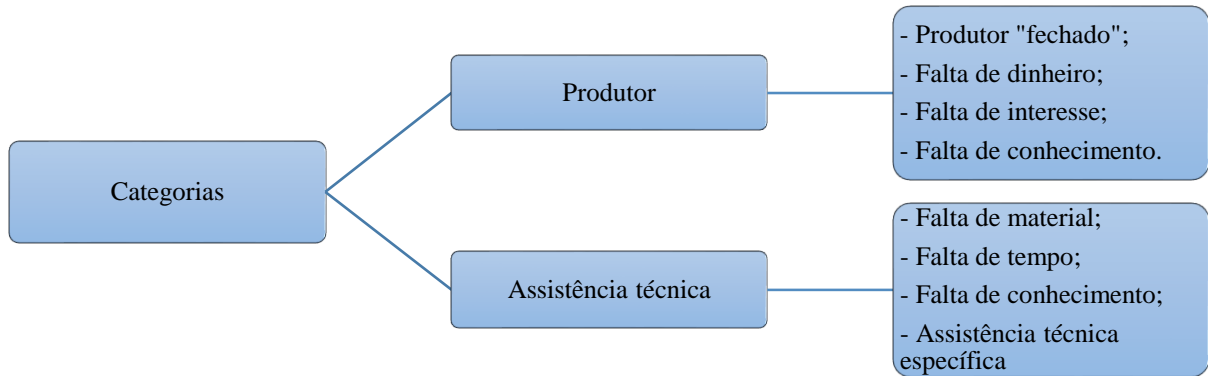 Categorias
Produtor
- Produtor "fechado";
- Falta de dinheiro;
- Falta de interesse;
- Falta de conhecimento.
Assistência técnica
- Falta de material;
- Falta de tempo;
- Falta de conhecimento;
- Assistência técnica
específica